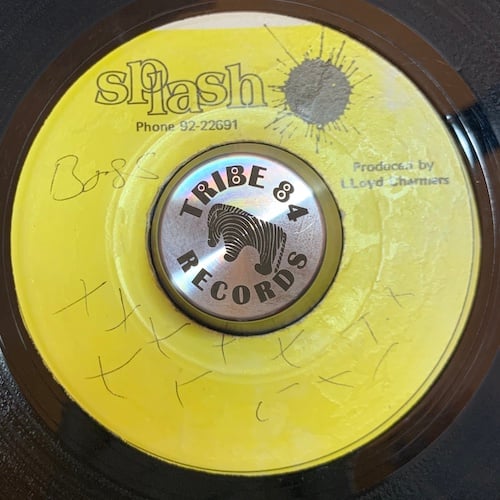 splash
Phone 92-22691
Boss
Produced by
LLoyd Charmers
TRIBE 84
RECORDS